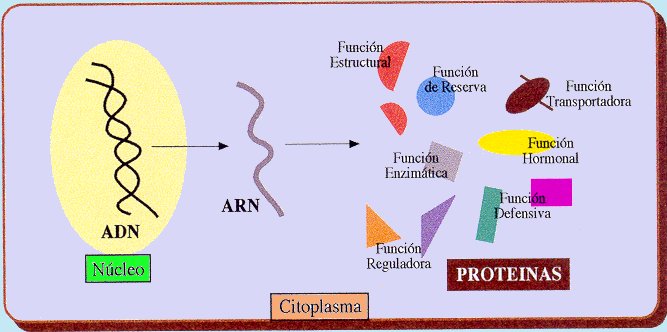 ADN
Núcleo
ARN
Función
Estructural
Función
de Reserva
Función
Transportadora
Función
Enzimática
Función
Hormonal
Función
Defensiva
Función
Reguladora
PROTEINAS
Citoplasma